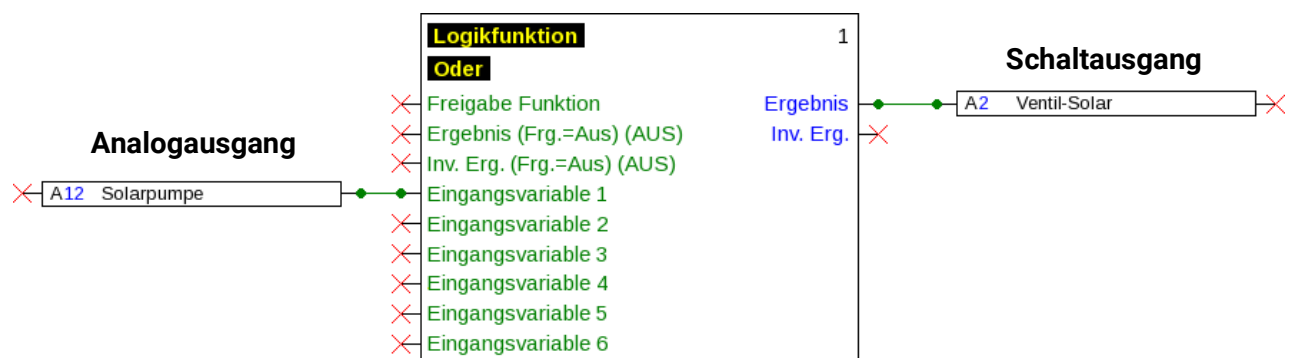 Logikfunktion 1
Oder
Schaltausgang
Freigabe Funktion Ergebnis A2 Ventil-Solar
Analogausgang
Ergebnis (Frg.=Aus) (AUS) Inv. Erg.
Inv. Erg. (Frg.=Aus) (AUS)
A12 Solarpumpe Eingangsvariable 1
Eingangsvariable 2
Eingangsvariable 3
Eingangsvariable 4
Eingangsvariable 5
Eingangsvariable 6